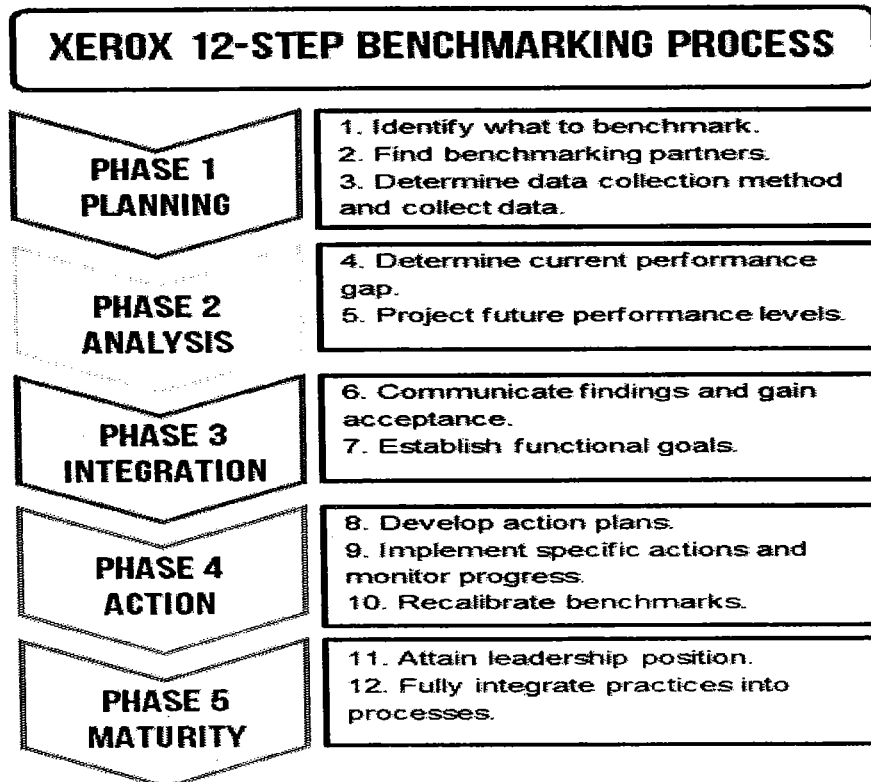 XEROX 12-STEP BENCHMARKING PROCESS
PHASE 1
PLANNING
1. Identify what to benchmark.
2. Find benchmarking partners.
3. Determine data collection method
and collect data.
PHASE 2
ANALYSIS
4. Determine current performance
gap.
5. Project future performance levels.
PHASE 3
INTEGRATION
6. Communicate findings and gain
acceptance.
7. Establish functional goals.
PHASE 4
ACTION
8. Develop action plans.
9. Implement specific actions and
monitor progress.
10. Recalibrate benchmarks.
PHASE 5
MATURITY
11. Attain leadership position.
12. Fully integrate practices into
processes.